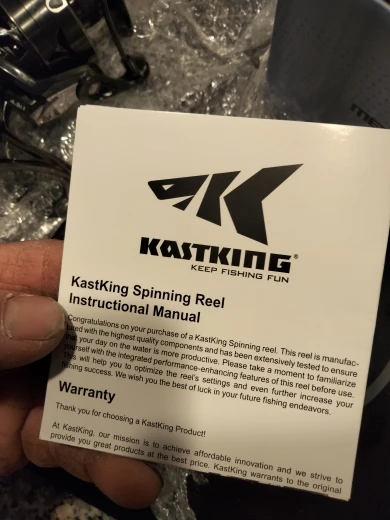 KASTKING®
KEEP FISHING FUN
KastKing Spinning Reel
Instructional Manual
Congratulations on your purchase of a KastKing Spinning reel. This reel is manufac-
with the highest quality components and has been extensively tested to ensure
your day on the water is more productive. Please take a moment to familiarize
yourself with the integrated performance-enhancing features of this reel before use.
This will help you to optimize the reel's settings and even further increase your
fishing success. We wish you the best of luck in your future fishing endeavors.
Warranty
Thank you for choosing a KastKing Product!
At KastKing, our mission is to achieve affordable innovation and we strive to
provide you great products at the best price. KastKing warrants to the original